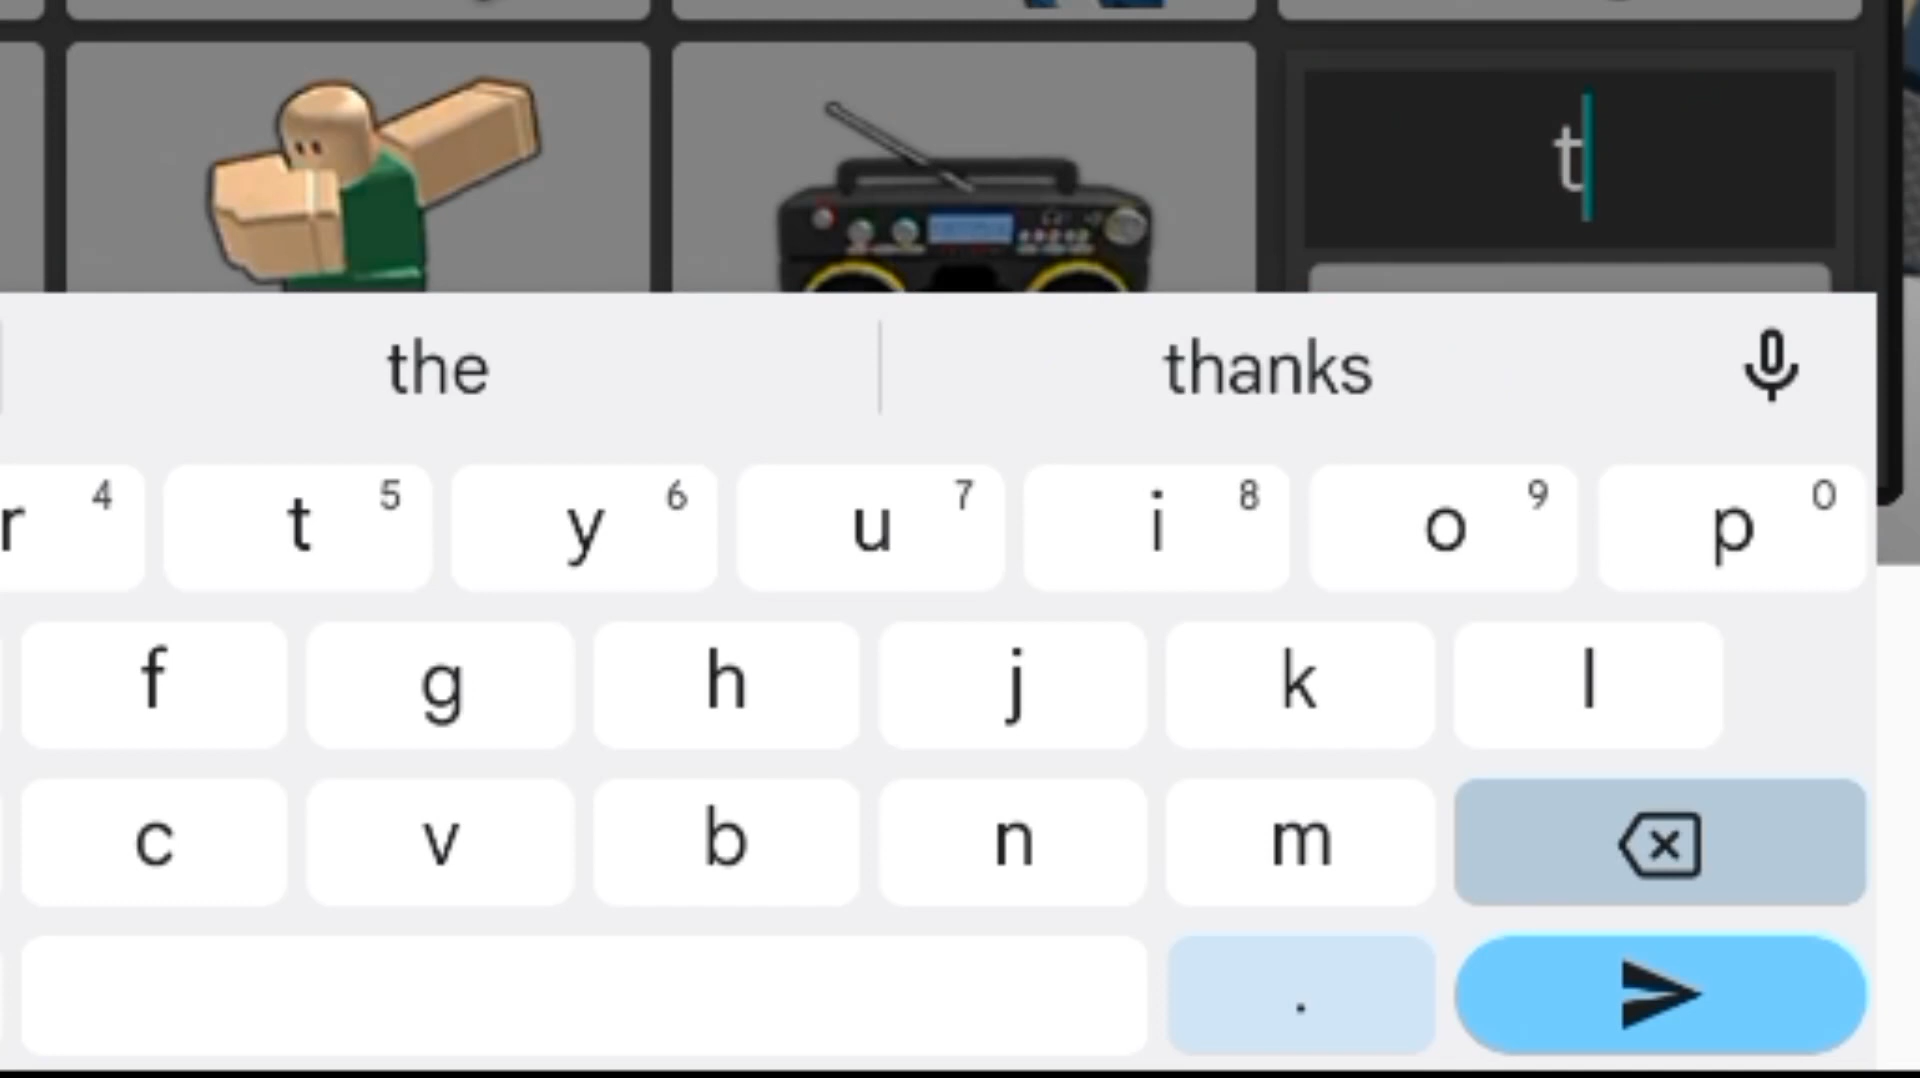 t
the thanks
r 4 t 5 y 6 u 7 i 8 o 9 p 0
f g h j k l
c v b n m
.